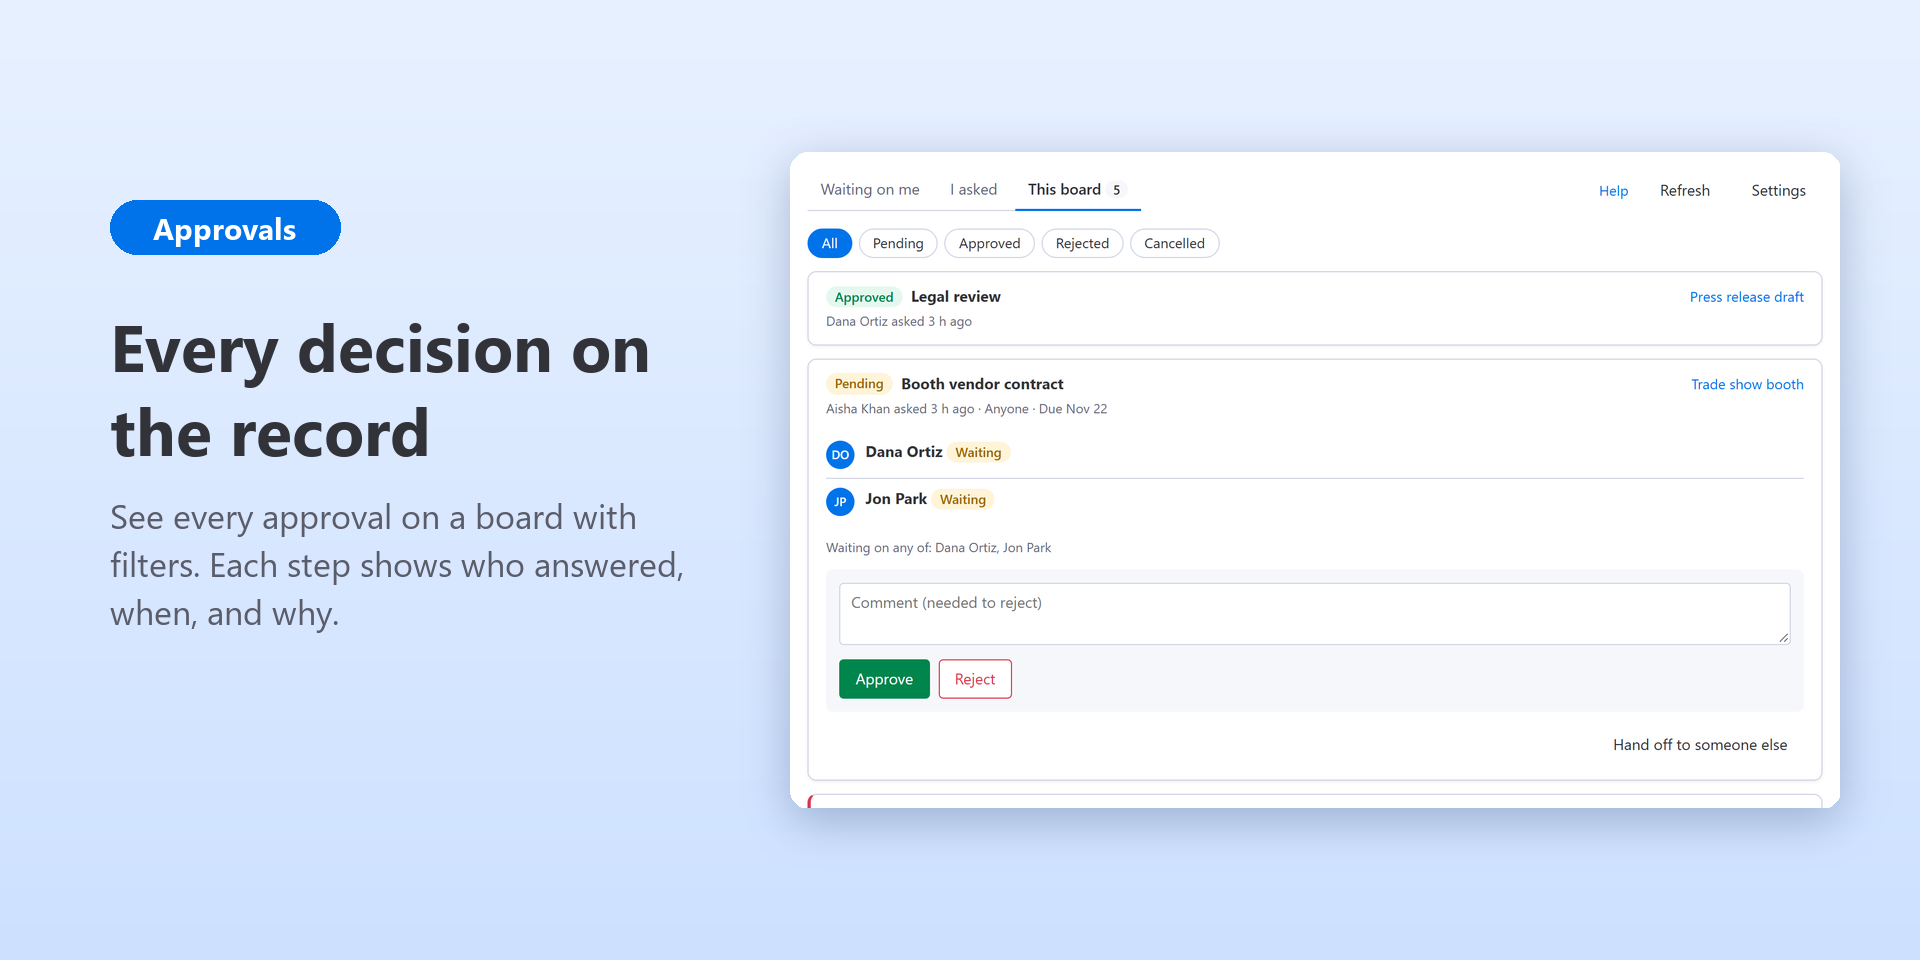 Approvals
Every decision on
the record
See every approval on a board with
filters. Each step shows who answered,
when, and why.
Waiting on me I asked This board 5 Help Refresh Settings
All Pending Approved Rejected Cancelled
Approved Legal review Press release draft
Dana Ortiz asked 3 h ago
Pending Booth vendor contract Trade show booth
Aisha Khan asked 3 h ago · Anyone · Due Nov 22
DO Dana Ortiz Waiting
JP Jon Park Waiting
Waiting on any of: Dana Ortiz, Jon Park
Comment (needed to reject)
Approve Reject
Hand off to someone else